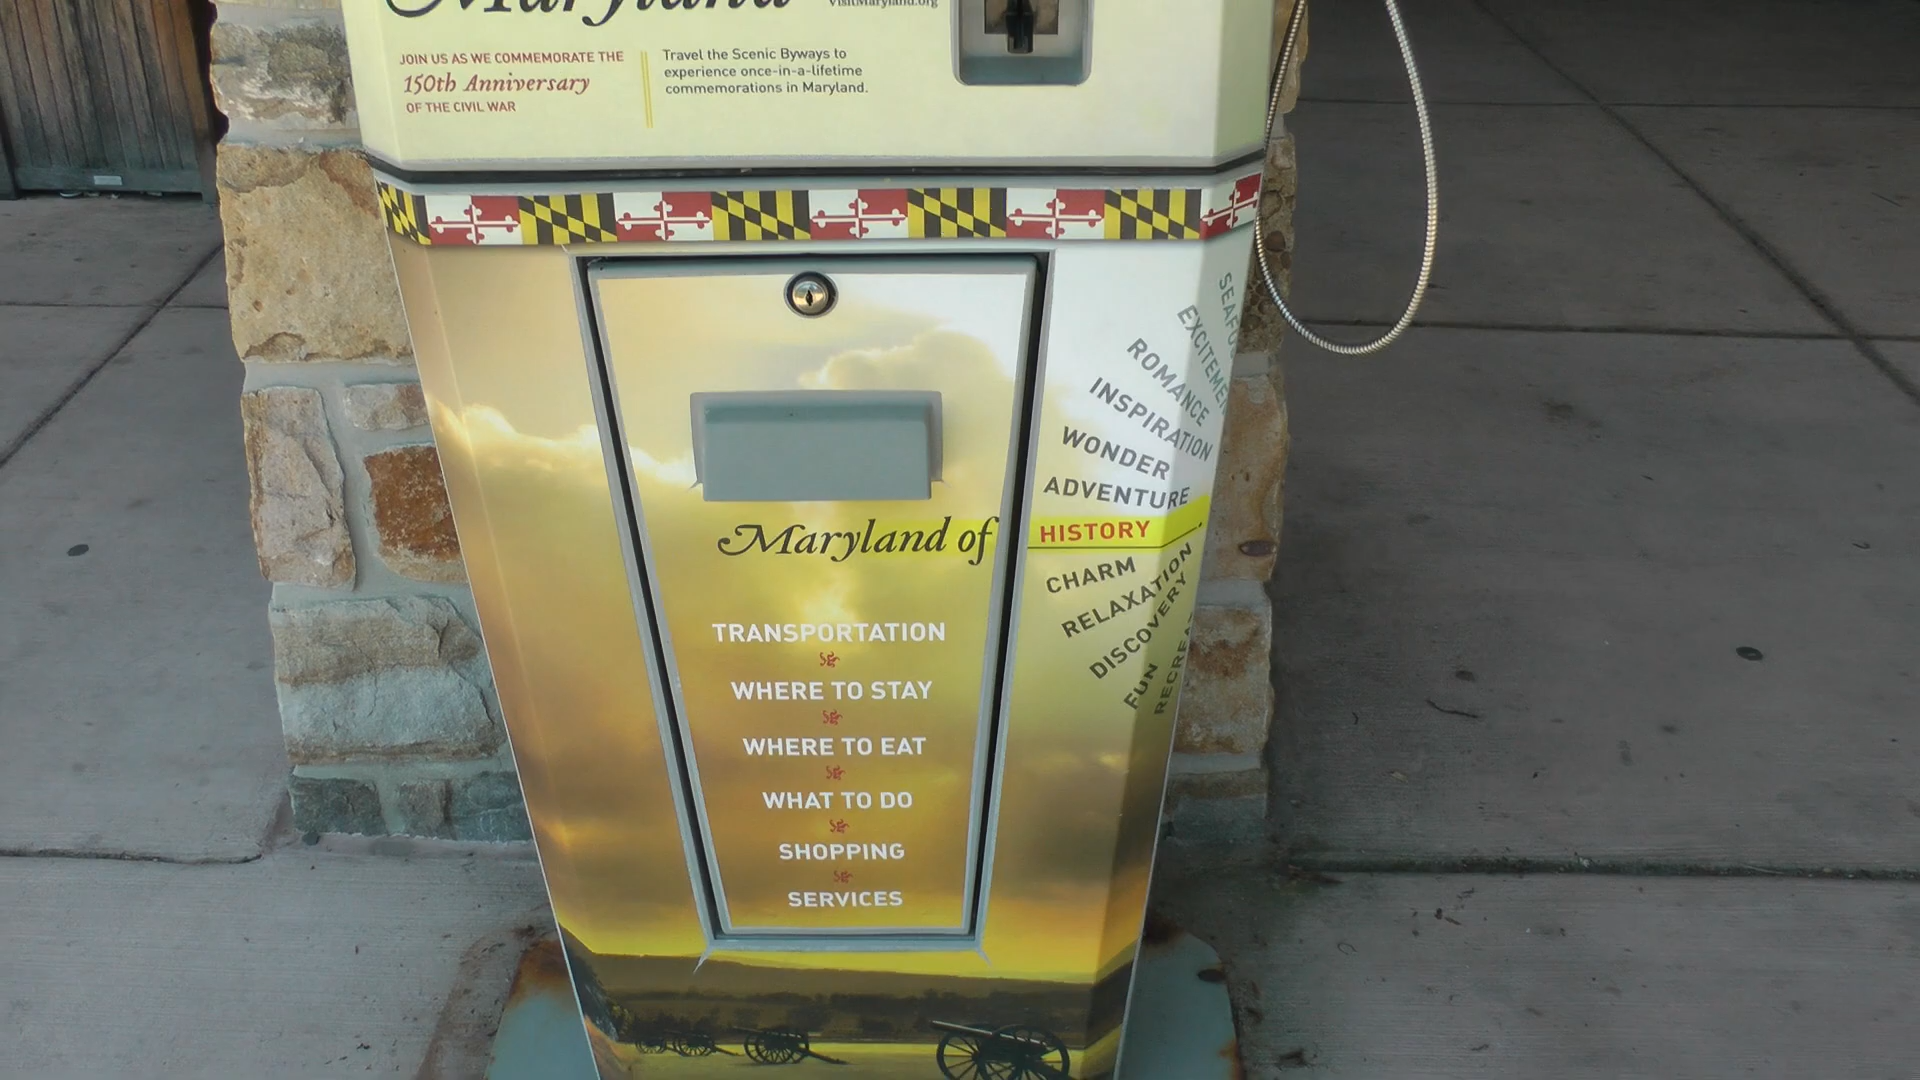 Maryland
VisitMaryland.org
JOIN US AS WE COMMEMORATE THE
150th Anniversary
OF THE CIVIL WAR
Travel the Scenic Byways to
experience once-in-a-lifetime
commemorations in Maryland.
EXCITEMEN
ROMANCE
INSPIRATION
WONDER
ADVENTURE
Maryland of HISTORY
CHARM
RELAXATION
DISCOVERY
FUN
TRANSPORTATION
WHERE TO STAY
WHERE TO EAT
WHAT TO DO
SHOPPING
SERVICES